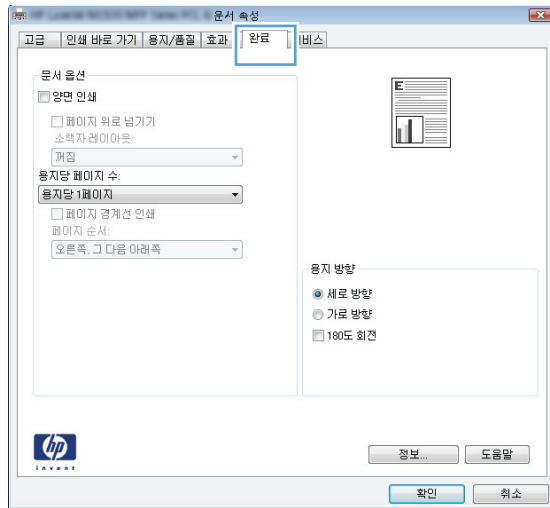 문서 속성
고급 인쇄 바로 가기 용지/품질 효과 완료
문서 옵션
양면 인쇄
페이지 위로 넘기기
소책자 레이아웃:
꺼짐
용지당 페이지 수:
용지당 1페이지
페이지 경계선 인쇄
페이지 순서:
오른쪽, 그 다음 아래쪽
E
용지 방향
세로 방향
가로 방향
180도 회전
hp
invent
정보... 도움말
확인 취소